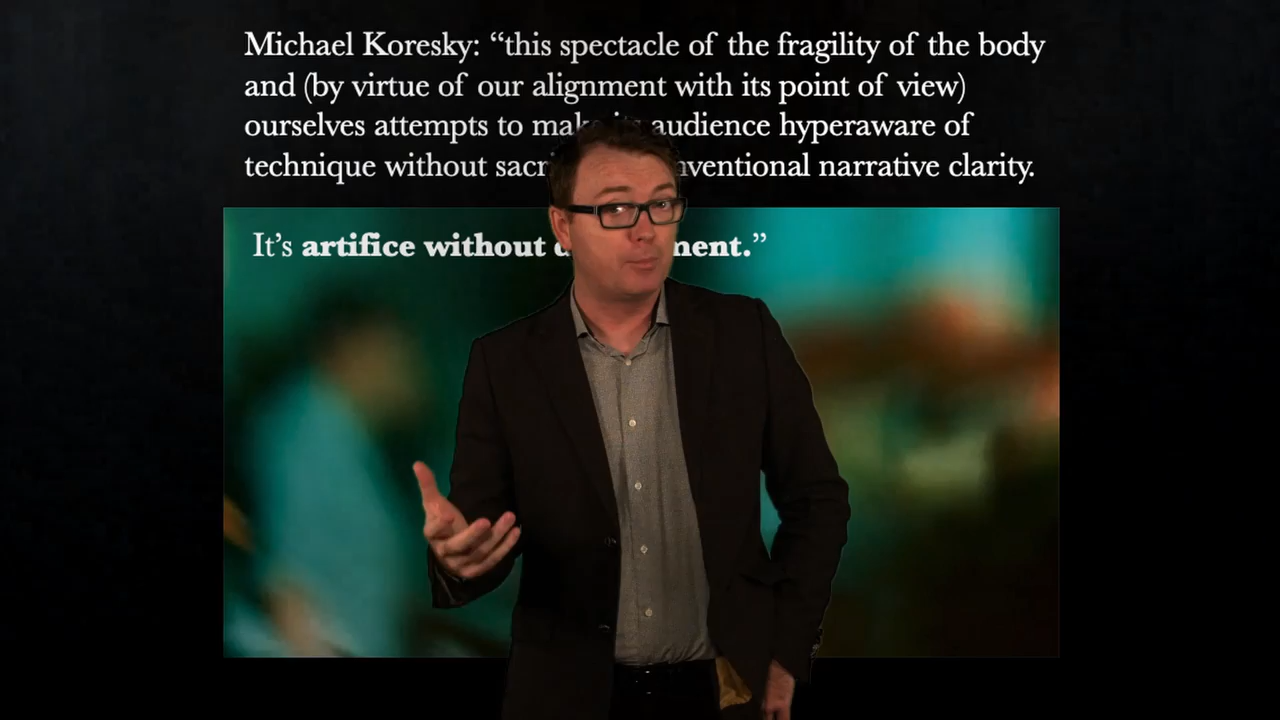 Michael Koresky: “this spectacle of the fragility of the body
and (by virtue of our alignment with its point of view)
ourselves attempts to make its audience hyperaware of
technique without conventional narrative clarity.
It’s artifice without